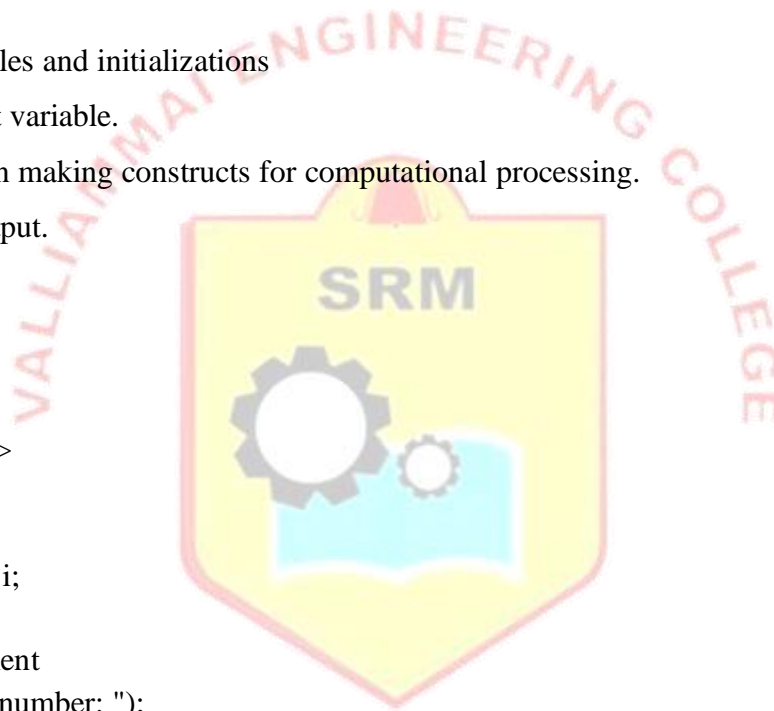 les and initializations
t variable.
n making constructs for computational processing.
put.
>
i;
ent
number: ");
VALLIAMMAI ENGINEERING COLLEGE
SRM